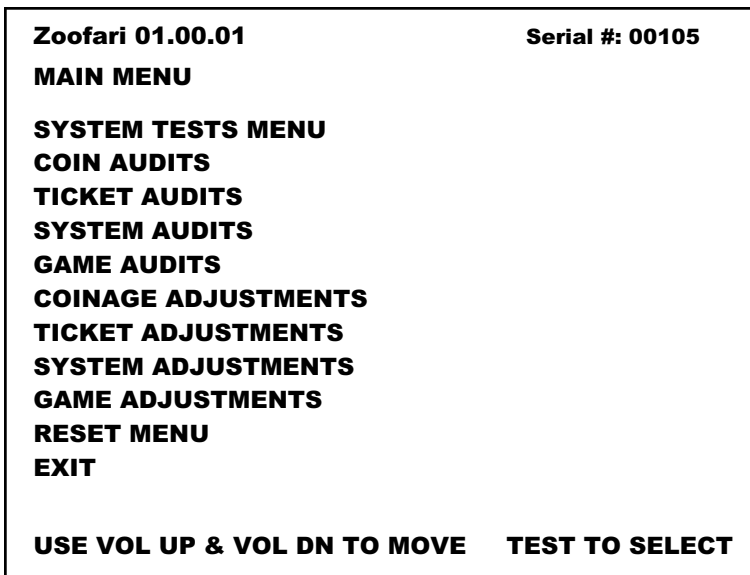 Zoofari 01.00.01 Serial #: 00105
MAIN MENU
SYSTEM TESTS MENU
COIN AUDITS
TICKET AUDITS
SYSTEM AUDITS
GAME AUDITS
COINAGE ADJUSTMENTS
TICKET ADJUSTMENTS
SYSTEM ADJUSTMENTS
GAME ADJUSTMENTS
RESET MENU
EXIT
USE VOL UP & VOL DN TO MOVE TEST TO SELECT